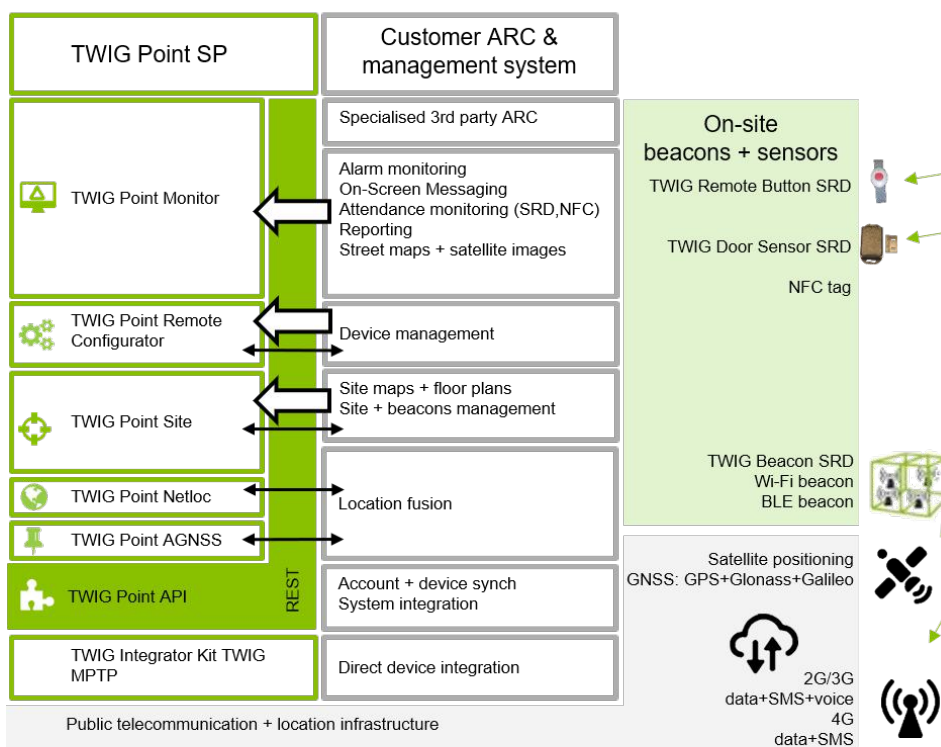 TWIG Point SP
Customer ARC &
management system
TWIG Point Monitor
Specialised 3rd party ARC
Alarm monitoring
On-Screen Messaging
Attendance monitoring (SRD,NFC)
Reporting
Street maps + satellite images
TWIG Point Remote
Configurator
Device management
TWIG Point Site
Site maps + floor plans
Site + beacons management
TWIG Point Netloc
Location fusion
TWIG Point AGNSS
TWIG Point API
REST
Account + device synch
System integration
TWIG Integrator Kit TWIG
MPTP
Direct device integration
Public telecommunication + location infrastructure
On-site
beacons + sensors
TWIG Remote Button SRD
TWIG Door Sensor SRD
NFC tag
TWIG Beacon SRD
Wi-Fi beacon
BLE beacon
Satellite positioning
GNSS: GPS+Glonass+Galileo
2G/3G
data+SMS+voice
4G
data+SMS